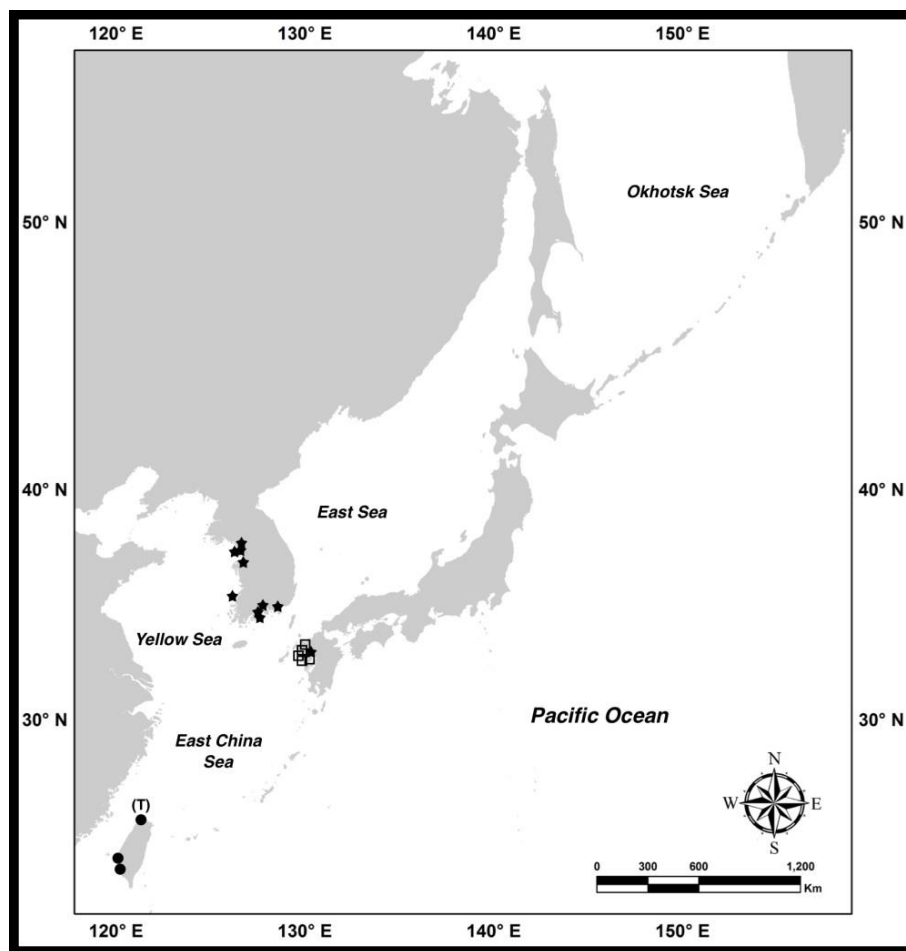 120° E 130° E 140° E 150° E
Okhotsk Sea
50° N 50° N
40° N 40° N
East Sea
Yellow Sea
30° N 30° N
Pacific Ocean
East China
Sea
N
W E
S
(T)
0 300 600 1,200
Km
120° E 130° E 140° E 150° E